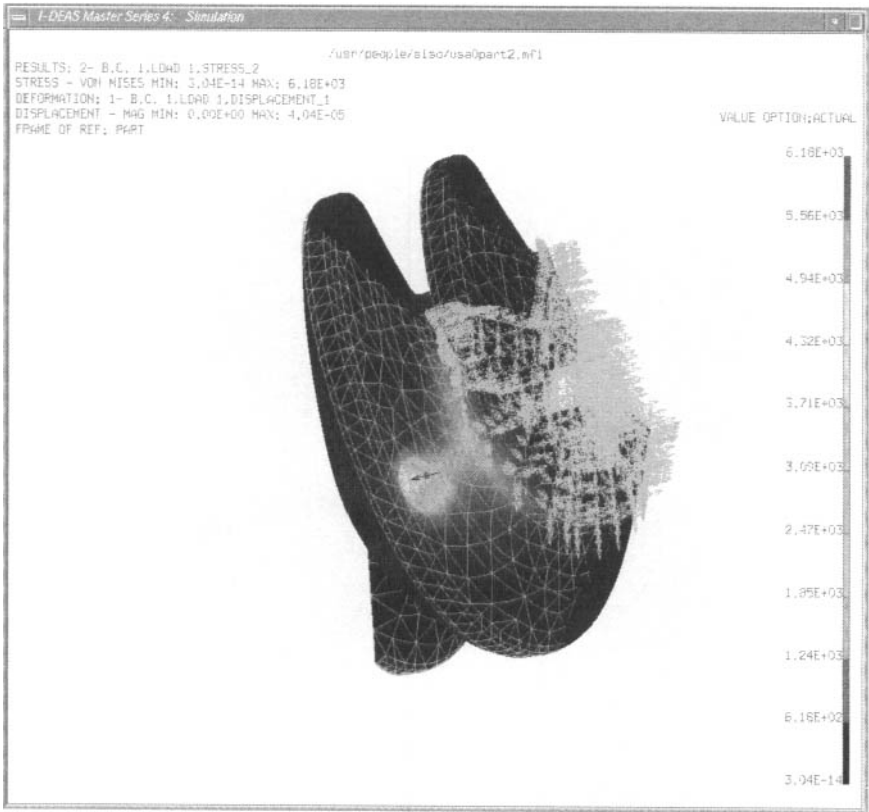 I-DEAS Master Series 4: Simulation
/usr/people/sisc/usa0part2.mf1
RESULTS: 2- B.C. 1,LOAD 1,STRESS_2
STRESS - VON MISES MIN: 3.04E-14 MAX: 6.18E+03
DEFORMATION: 1- B.C. 1,LOAD 1,DISPLACEMENT_1
DISPLACEMENT - MAG MIN: 0.00E+00 MAX: 4.04E-05
FRAME OF REF: PART
VALUE OPTION:ACTUAL
6.18E+03
5.56E+03
4.94E+03
4.32E+03
3.71E+03
3.09E+03
2.47E+03
1.85E+03
1.24E+03
6.18E+02
3.04E-14